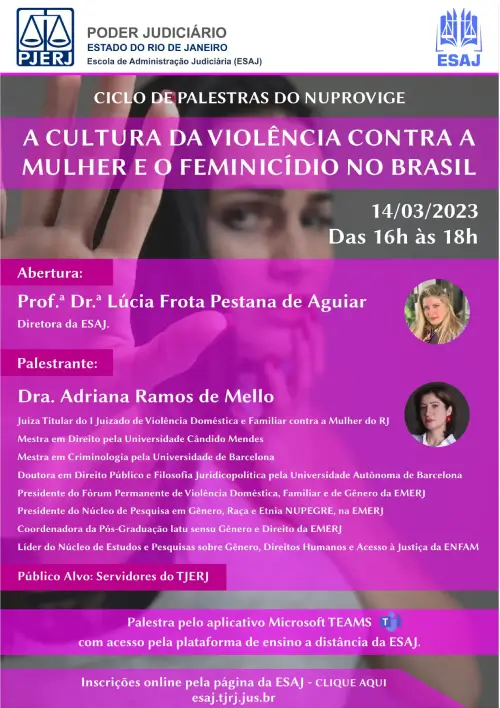 PJERJ
PODER JUDICIÁRIO
ESTADO DO RIO DE JANEIRO
Escola de Administração Judiciária (ESAJ)
ESAJ
CICLO DE PALESTRAS DO NUPROVIGE
A CULTURA DA VIOLÊNCIA CONTRA A
MULHER E O FEMINICÍDIO NO BRASIL
14/03/2023
Das 16h às 18h
Abertura:
Prof.ª Dr.ª Lúcia Frota Pestana de Aguiar
Diretora da ESAJ.
Palestrante:
Dra. Adriana Ramos de Mello
Juíza Titular do I Juizado de Violência Doméstica e Familiar contra a Mulher do RJ
Mestra em Direito pela Universidade Cândido Mendes
Mestra em Criminologia pela Universidade de Barcelona
Doutora em Direito Público e Filosofia Juridicopolitica pela Universidade Autônoma de Barcelona
Presidente do Fórum Permanente de Violência Doméstica, Familiar e de Gênero da EMERJ
Presidente do Núcleo de Pesquisa em Gênero, Raça e Etnia NUPEGRE, na EMERJ
Coordenadora da Pós-Graduação latu sensu Gênero e Direito da EMERJ
Líder do Núcleo de Estudos e Pesquisas sobre Gênero, Direitos Humanos e Acesso à Justiça da ENFAM
Público Alvo: Servidores do TJERJ
Palestra pelo aplicativo Microsoft TEAMS
com acesso pela plataforma de ensino a distância da ESAJ.
Inscrições online pela página da ESAJ - CLIQUE AQUI
esaj.tjrj.jus.br